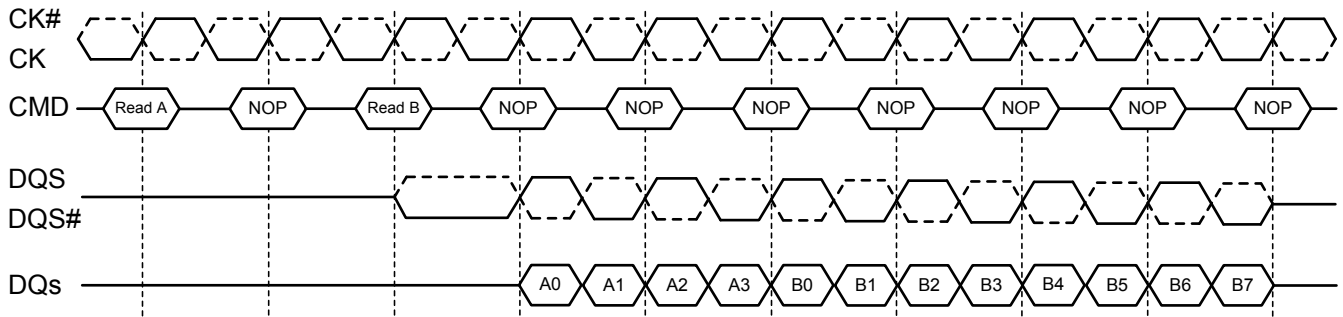 CK#
CK
CMD Read A NOP Read B NOP NOP NOP NOP NOP NOP NOP
DQS
DQS#
DQs A0 A1 A2 A3 B0 B1 B2 B3 B4 B5 B6 B7